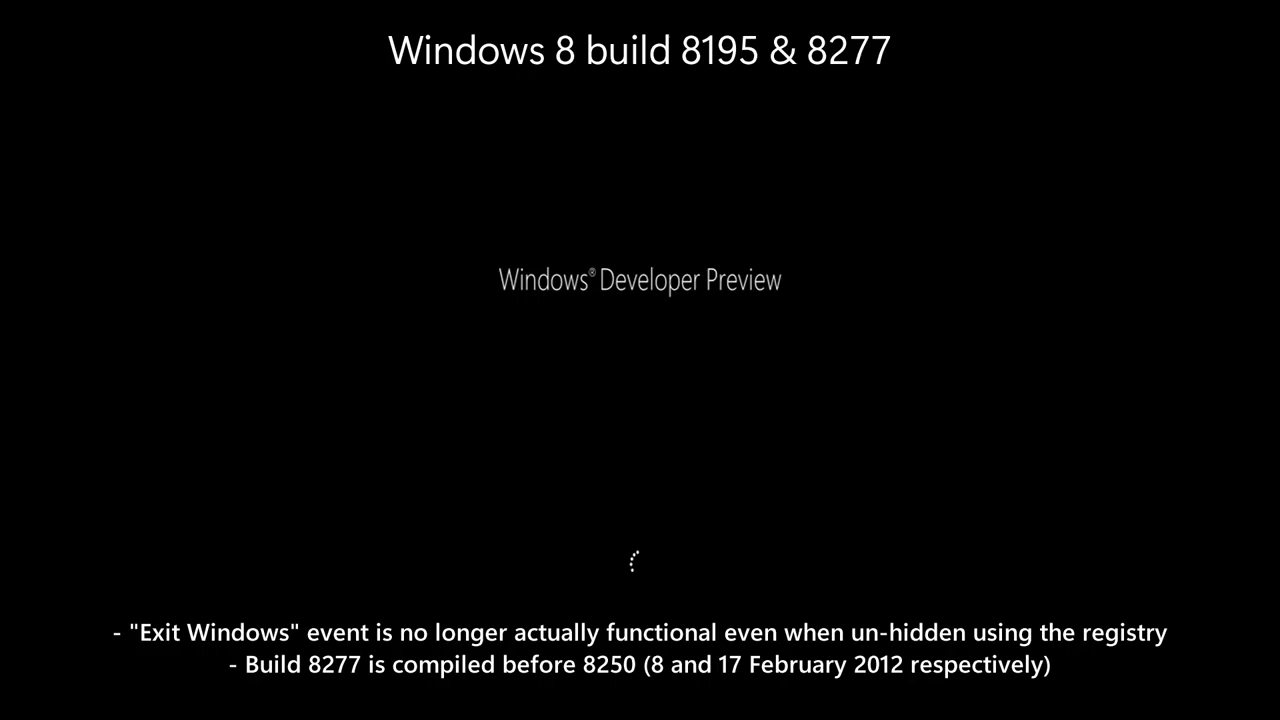 Windows 8 build 8195 & 8277
Windows® Developer Preview
- "Exit Windows" event is no longer actually functional even when un-hidden using the registry
- Build 8277 is compiled before 8250 (8 and 17 February 2012 respectively)